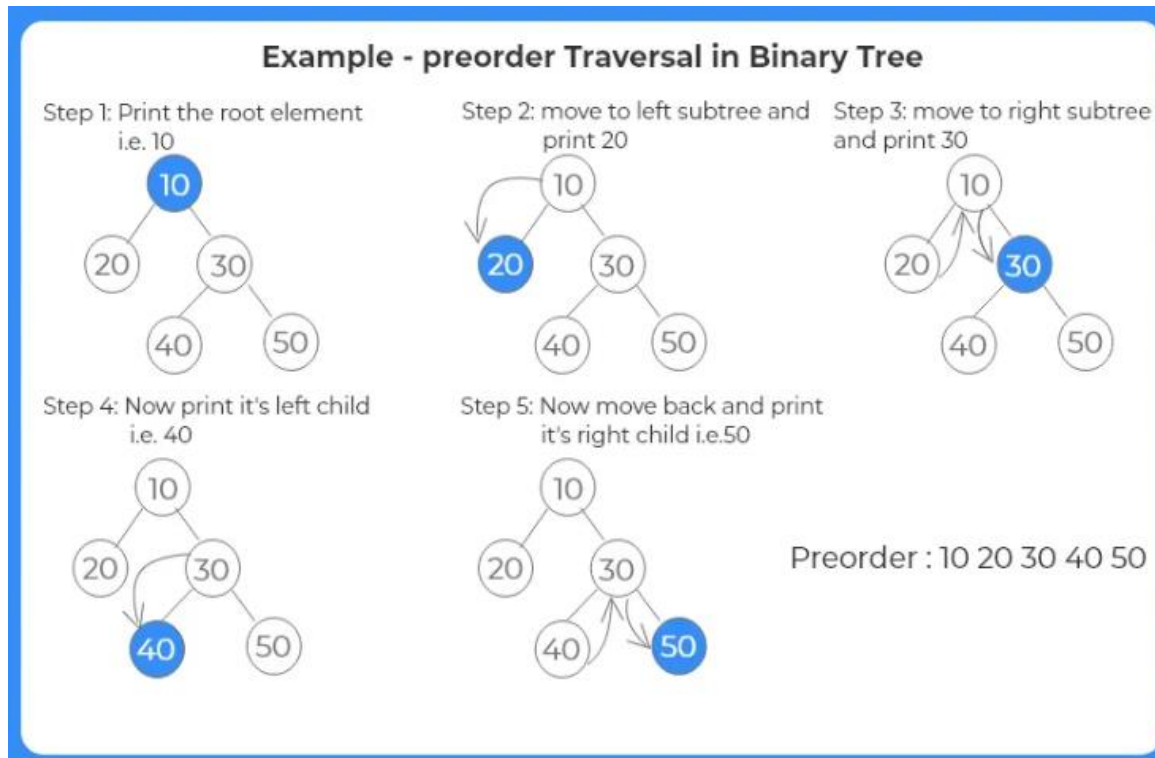 Example - preorder Traversal in Binary Tree
Step 1: Print the root element
i.e. 10
10
20
30
40
50
Step 2: move to left subtree and
print 20
10
20
30
40
50
Step 3: move to right subtree
and print 30
10
20
30
40
50
Step 4: Now print it's left child
i.e. 40
10
20
30
40
50
Step 5: Now move back and print
it's right child i.e.50
10
20
30
40
50
Preorder : 10 20 30 40 50